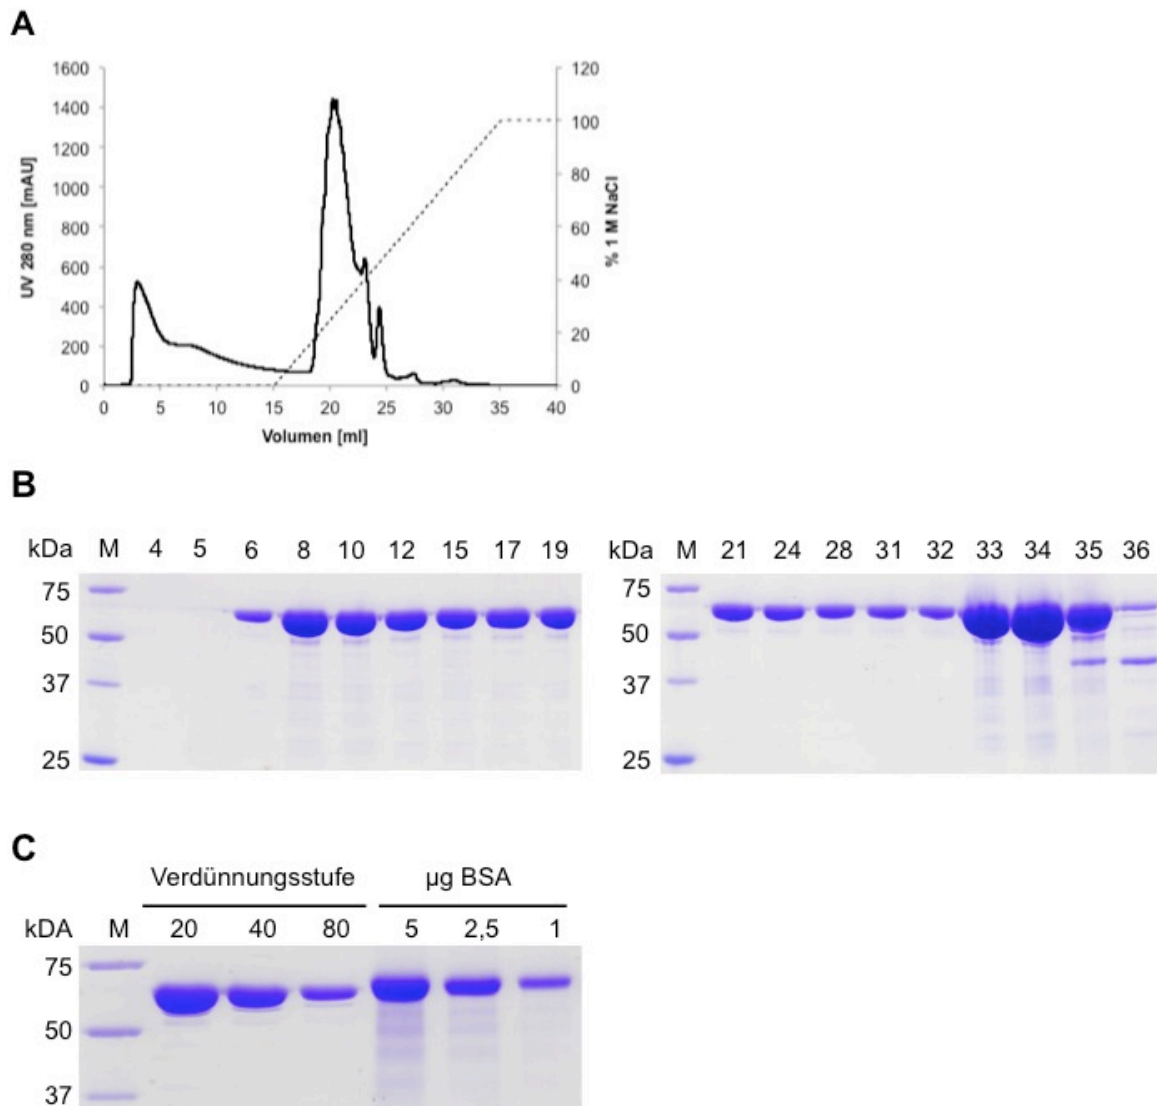 A
1600 120
1400 100
1200 80
1000
800 60
600 40
400
200 20
0 0
0 5 10 15 20 25 30 35 40
UV 280 nm [mAU]
% 1 M NaCl
Volumen [ml]
B
kDa M 4 5 6 8 10 12 15 17 19
75
50
37
25
kDa M 21 24 28 31 32 33 34 35 36
75
50
37
25
C
Verdünnungsstufe µg BSA
kDA M 20 40 80 5 2,5 1
75
50
37